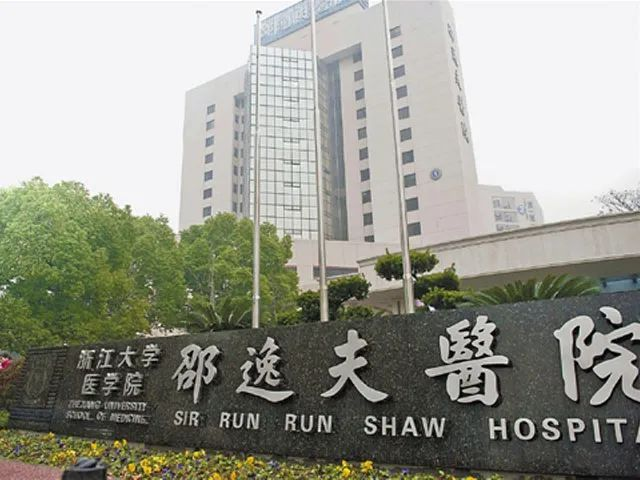 浙江大学
医学院
ZHEJIANG UNIVERSITY
SCHOOL OF MEDICINE
邵逸夫醫院
SIR RUN RUN SHAW HOSPITA